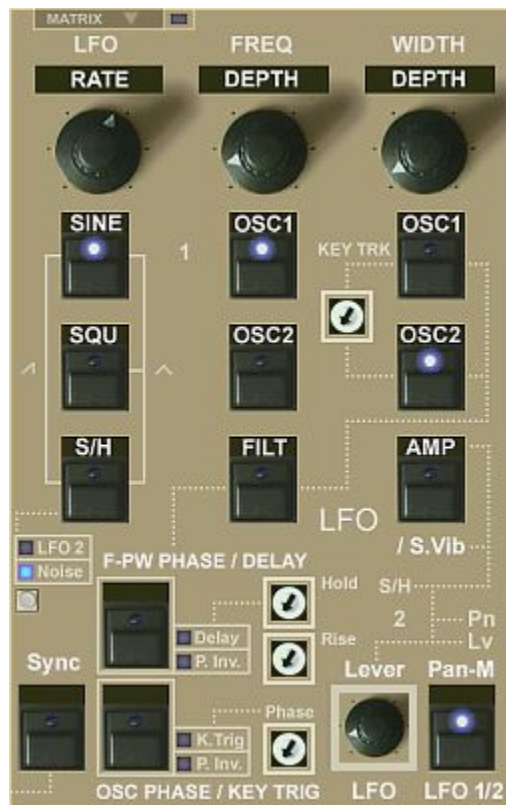 MATRIX
LFO FREQ WIDTH
RATE DEPTH DEPTH
SINE OSC1 OSC1
1 KEY TRK
SQU OSC2 OSC2
S/H FILT AMP
LFO
/ S.Vib
LFO 2
Noise
F-PW PHASE / DELAY
Hold
S/H
2 Pn
Delay
Rise
Lv
P. Inv.
Sync Lever Pan-M
Phase
K.Trig
P. Inv.
OSC PHASE / KEY TRIG LFO LFO 1/2